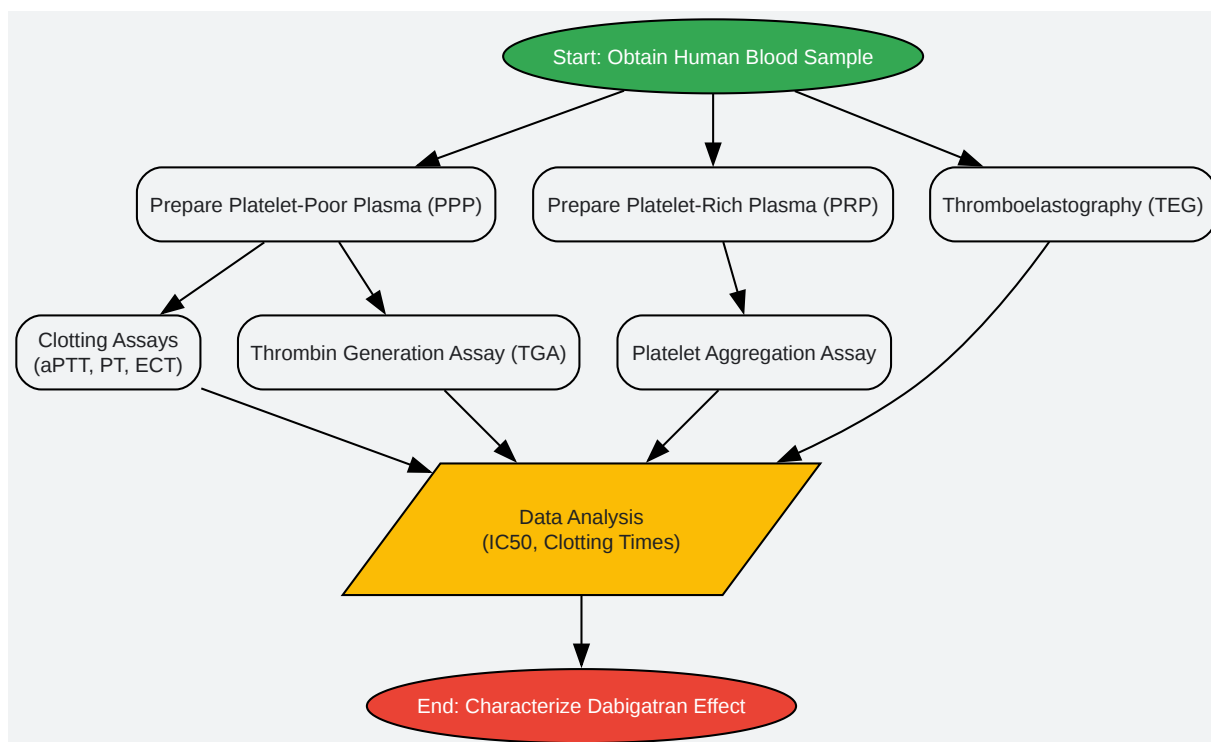 Start: Obtain Human Blood Sample
Prepare Platelet-Poor Plasma (PPP)
Prepare Platelet-Rich Plasma (PRP)
Thromboelastography (TEG)
Clotting Assays
(aPTT, PT, ECT)
Thrombin Generation Assay (TGA)
Platelet Aggregation Assay
Data Analysis
(IC50, Clotting Times)
End: Characterize Dabigatran Effect